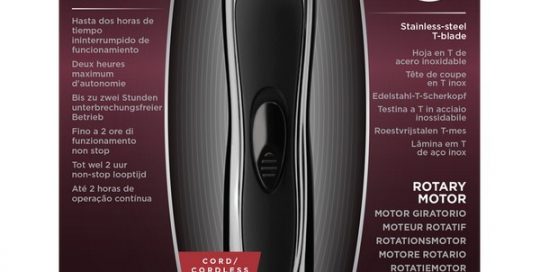 Hasta dos horas de
tiempo
ininterrumpido de
funcionamiento
Deux heures
maximum
d'autonomie
Bis zu zwei Stunden
unterbrechungsfreier
Betrieb
Fino a 2 ore di
funzionamento
non stop
Tot wel 2 uur
non-stop looptijd
Até 2 horas de
operação contínua
CORD/
CORDLESS
Stainless-steel
T-blade
Hoja en T de
acero inoxidable
Tête de coupe
en T inox
Edelstahl-T-Scherkopf
Testina a T in acciaio
inossidabile
Roestvrijstalen T-mes
Lâmina em T
de aço inox
ROTARY
MOTOR
MOTOR GIRATORIO
MOTEUR ROTATIF
ROTATIONSMOTOR
MOTORE ROTARIO
ROTATIEMOTOR